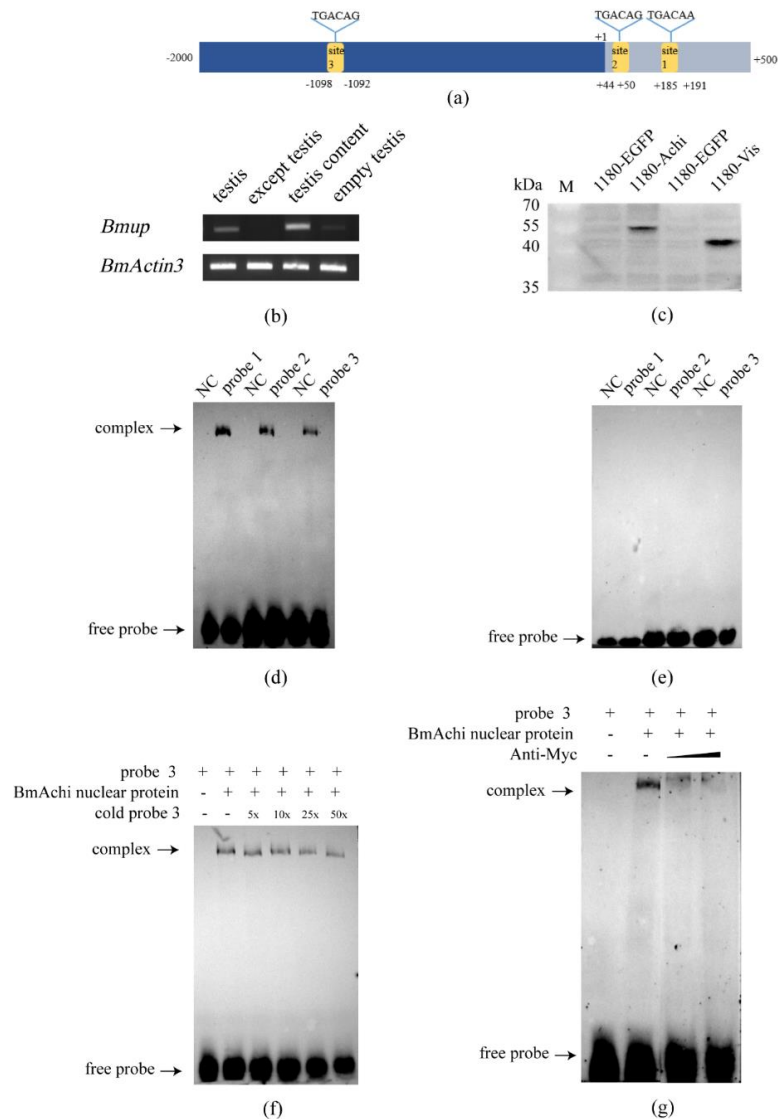 TGACAG TGACAG TGACAA
+1
-2000 site 3 site 2 site 1 +500
-1098 -1092 +44 +50 +185 +191
(a)
testis except testis testis content empty testis
Bmup
BmActin3
(b)
kDa M 1180-EGFP 1180-Achi 1180-EGFP 1180-Vis
70
55
40
35
(c)
NC probe 1 NC probe 2 NC probe 3
complex →
free probe →
(d)
NC probe 1 NC probe 2 NC probe 3
free probe →
(e)
probe 3 + + + + + +
BmAchi nuclear protein - + + + + +
cold probe 3 - - 5x 10x 25x 50x
complex →
free probe →
(f)
probe 3 + + + +
BmAchi nuclear protein - + + +
Anti-Myc - -
complex →
free probe →
(g)